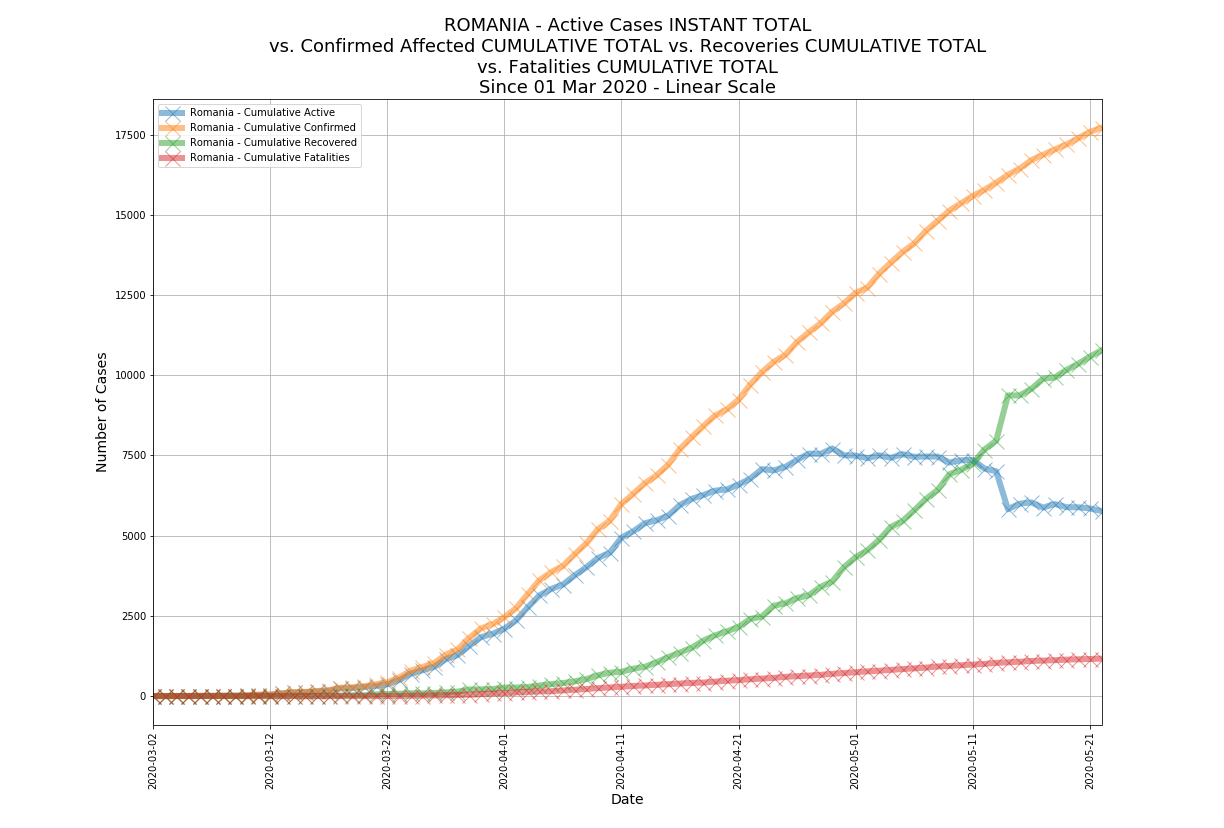 ROMANIA - Active Cases INSTANT TOTAL
vs. Confirmed Affected CUMULATIVE TOTAL vs. Recoveries CUMULATIVE TOTAL
vs. Fatalities CUMULATIVE TOTAL
Since 01 Mar 2020 - Linear Scale
Romania - Cumulative Active
Romania - Cumulative Confirmed
Romania - Cumulative Recovered
Romania - Cumulative Fatalities
Number of Cases
17500
15000
12500
10000
7500
5000
2500
0
2020-03-02
2020-03-12
2020-03-22
2020-04-01
2020-04-11
2020-04-21
2020-05-01
2020-05-11
2020-05-21
Date